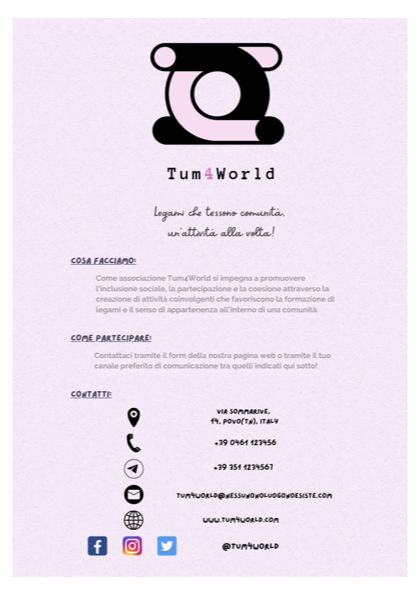 Tum4World
Legami che tessono comunità,
un'attività alla volta!
COSA FACCIAMO:
Come associazione Tum4World si impegna a promuovere
l'inclusione sociale, la partecipazione e la coesione attraverso la
creazione di attività coinvolgenti che favoriscono la formazione di
legami e il senso di appartenenza all'interno di una comunità.
COME PARTECIPARE:
Contattaci tramite il form della nostra pagina web o tramite il tuo
canale preferito di comunicazione tra quelli indicati qui sotto!
CONTATTI:
VIA SOMMARIVE,
14, POVO(TN), ITALY
+39 0461 123456
+39 351 1234567
TUM4WORLD@NESSUNONOLUOGONOESISTE.COM
WWW.TUM4WORLD.COM
@TUM4WORLD